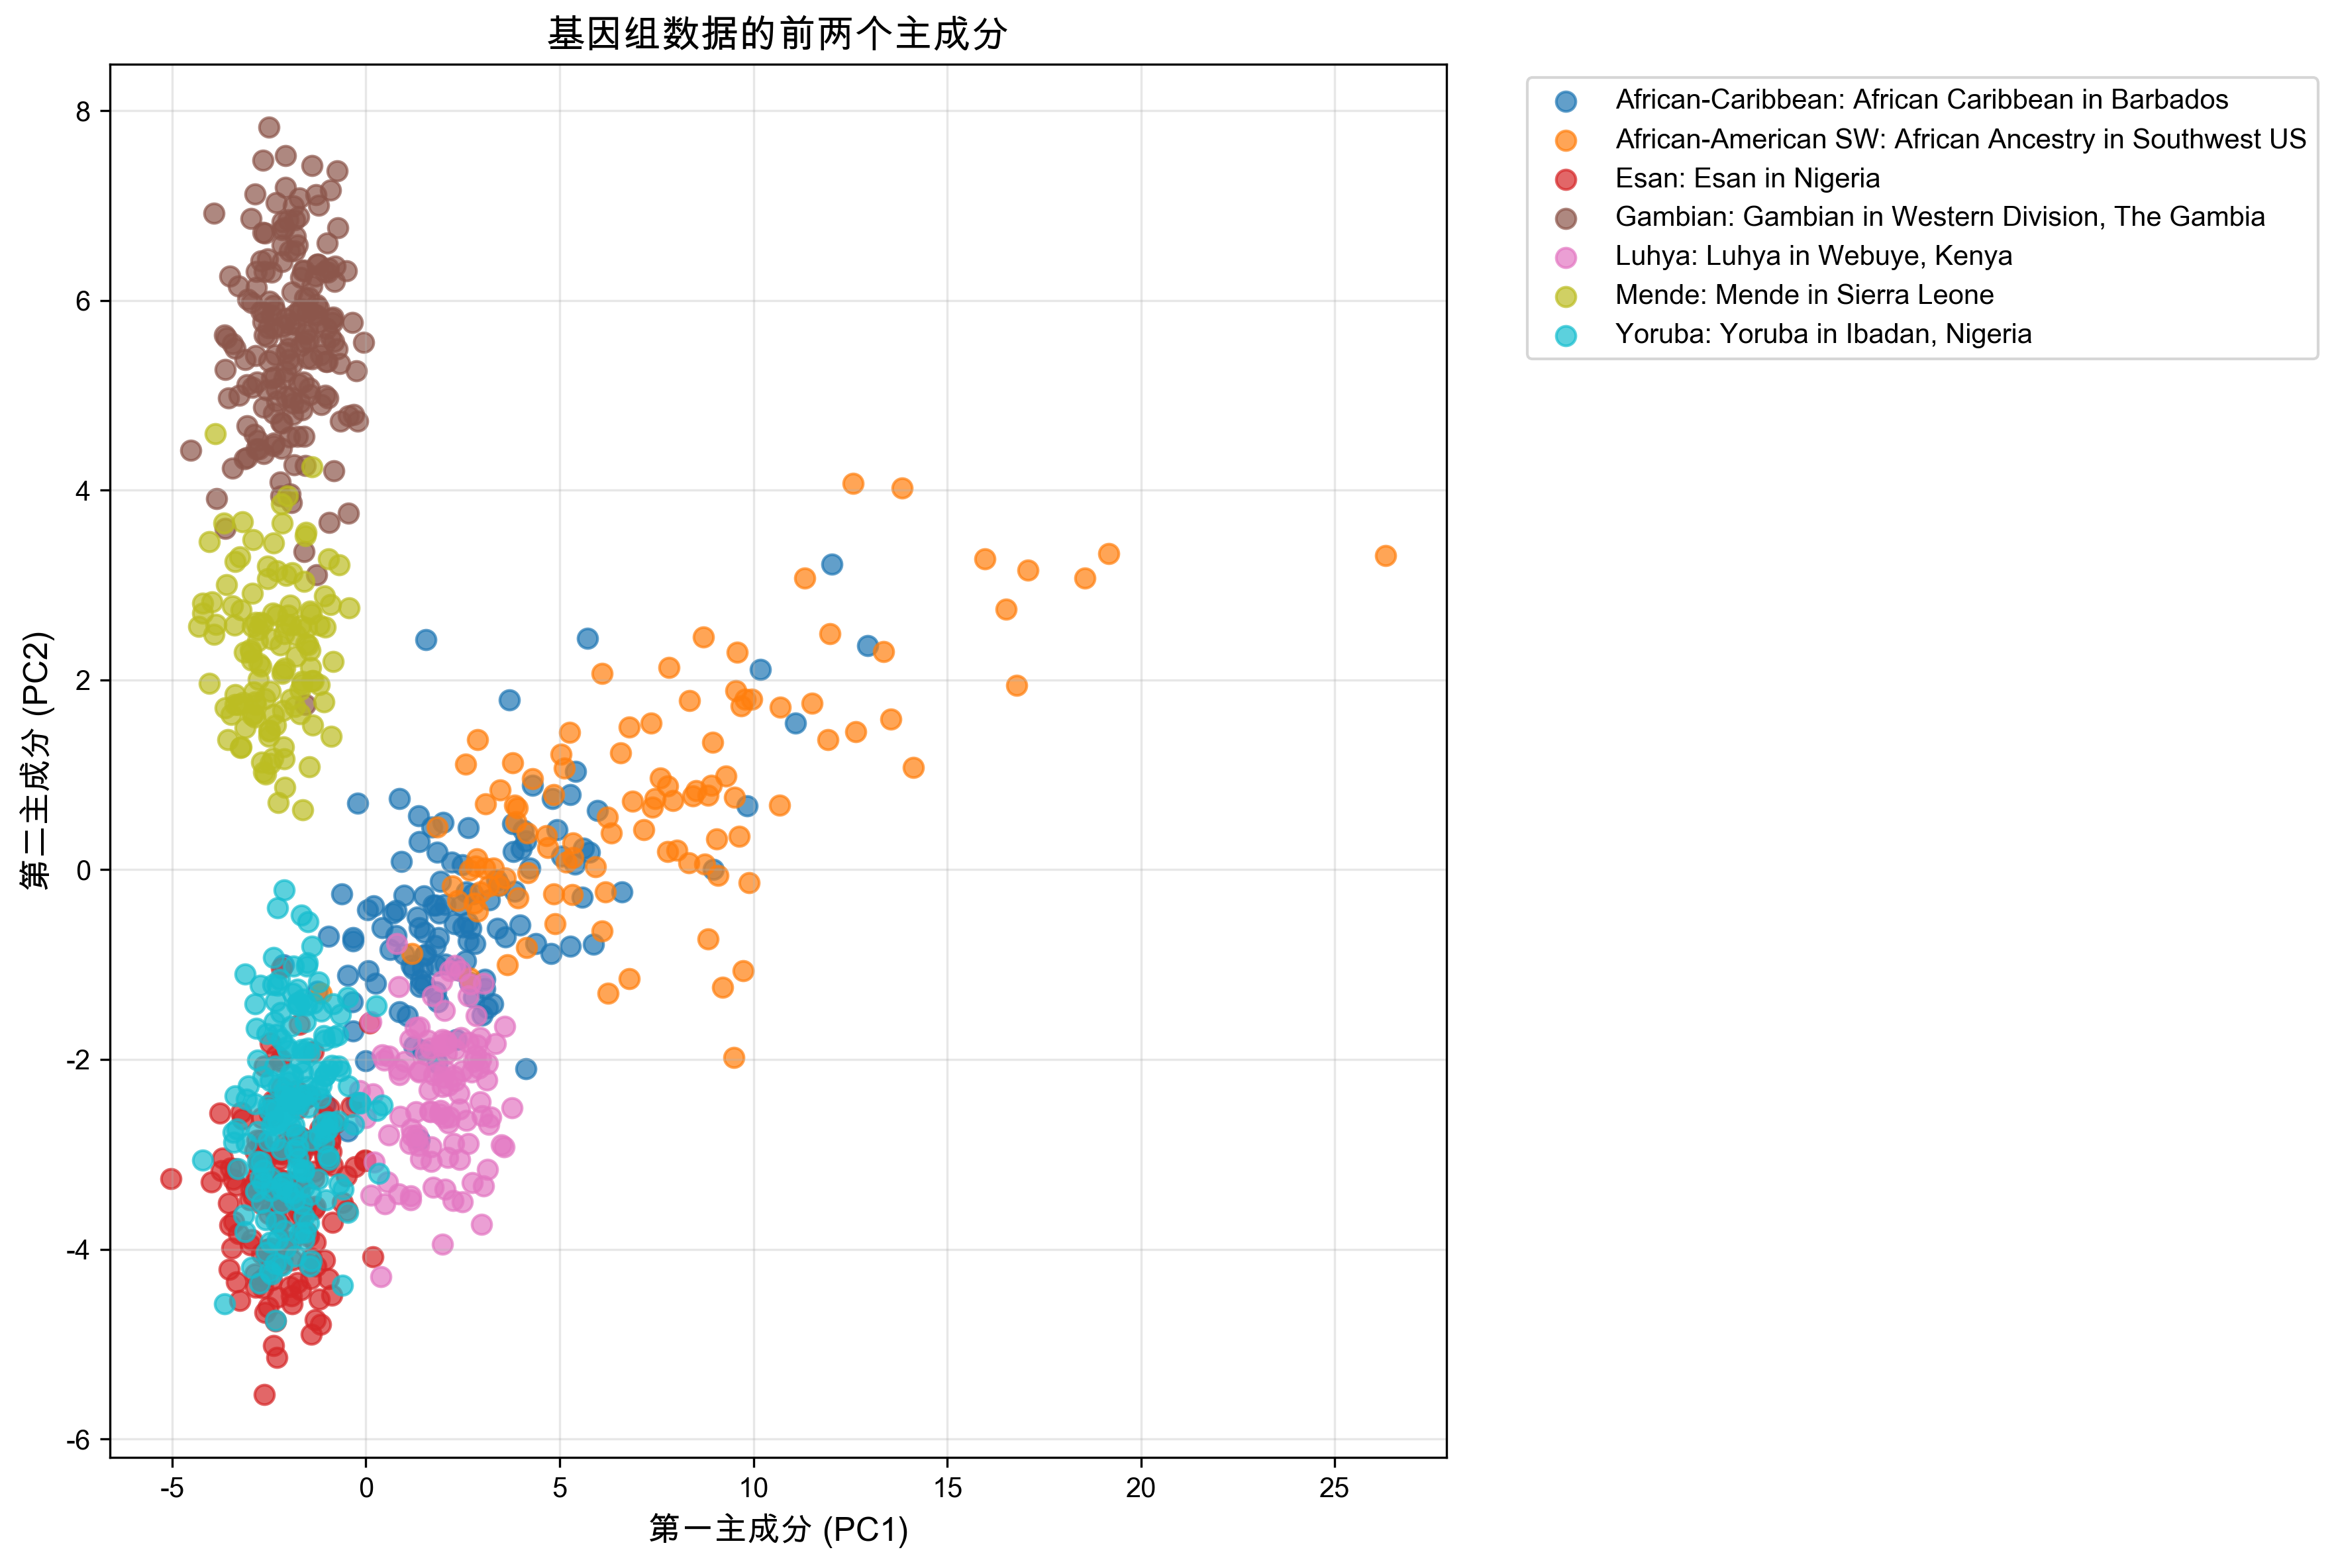 基因组数据的前两个主成分
African-Caribbean: African Caribbean in Barbados
African-American SW: African Ancestry in Southwest US
Esan: Esan in Nigeria
Gambian: Gambian in Western Division, The Gambia
Luhya: Luhya in Webuye, Kenya
Mende: Mende in Sierra Leone
Yoruba: Yoruba in Ibadan, Nigeria
第二主成分 (PC2)
8
6
4
2
0
-2
-4
-6
-5 0 5 10 15 20 25
第一主成分 (PC1)